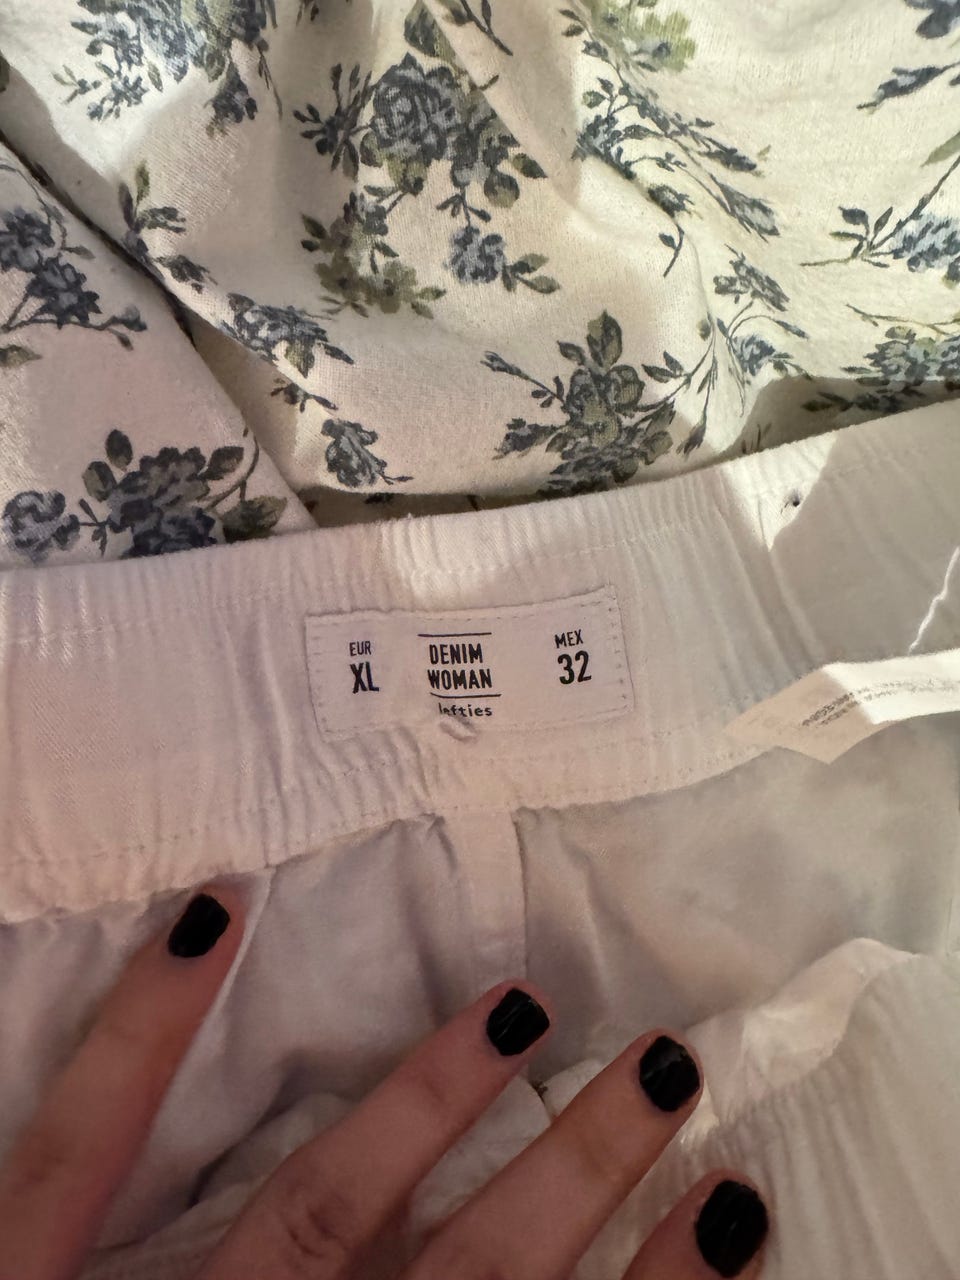 EUR
XL
DENIM
WOMAN
lefties
MEX
32